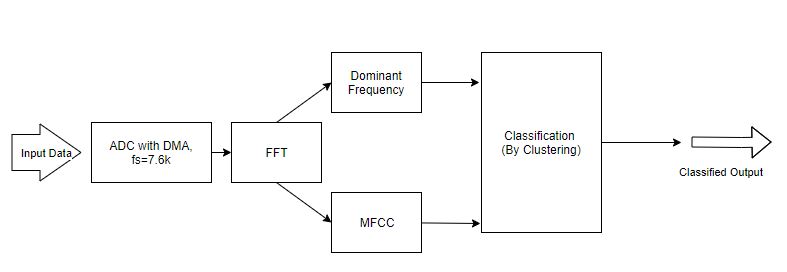 Input Data
ADC with DMA,
fs=7.6k
FFT
Dominant
Frequency
MFCC
Classification
(By Clustering)
Classified Output